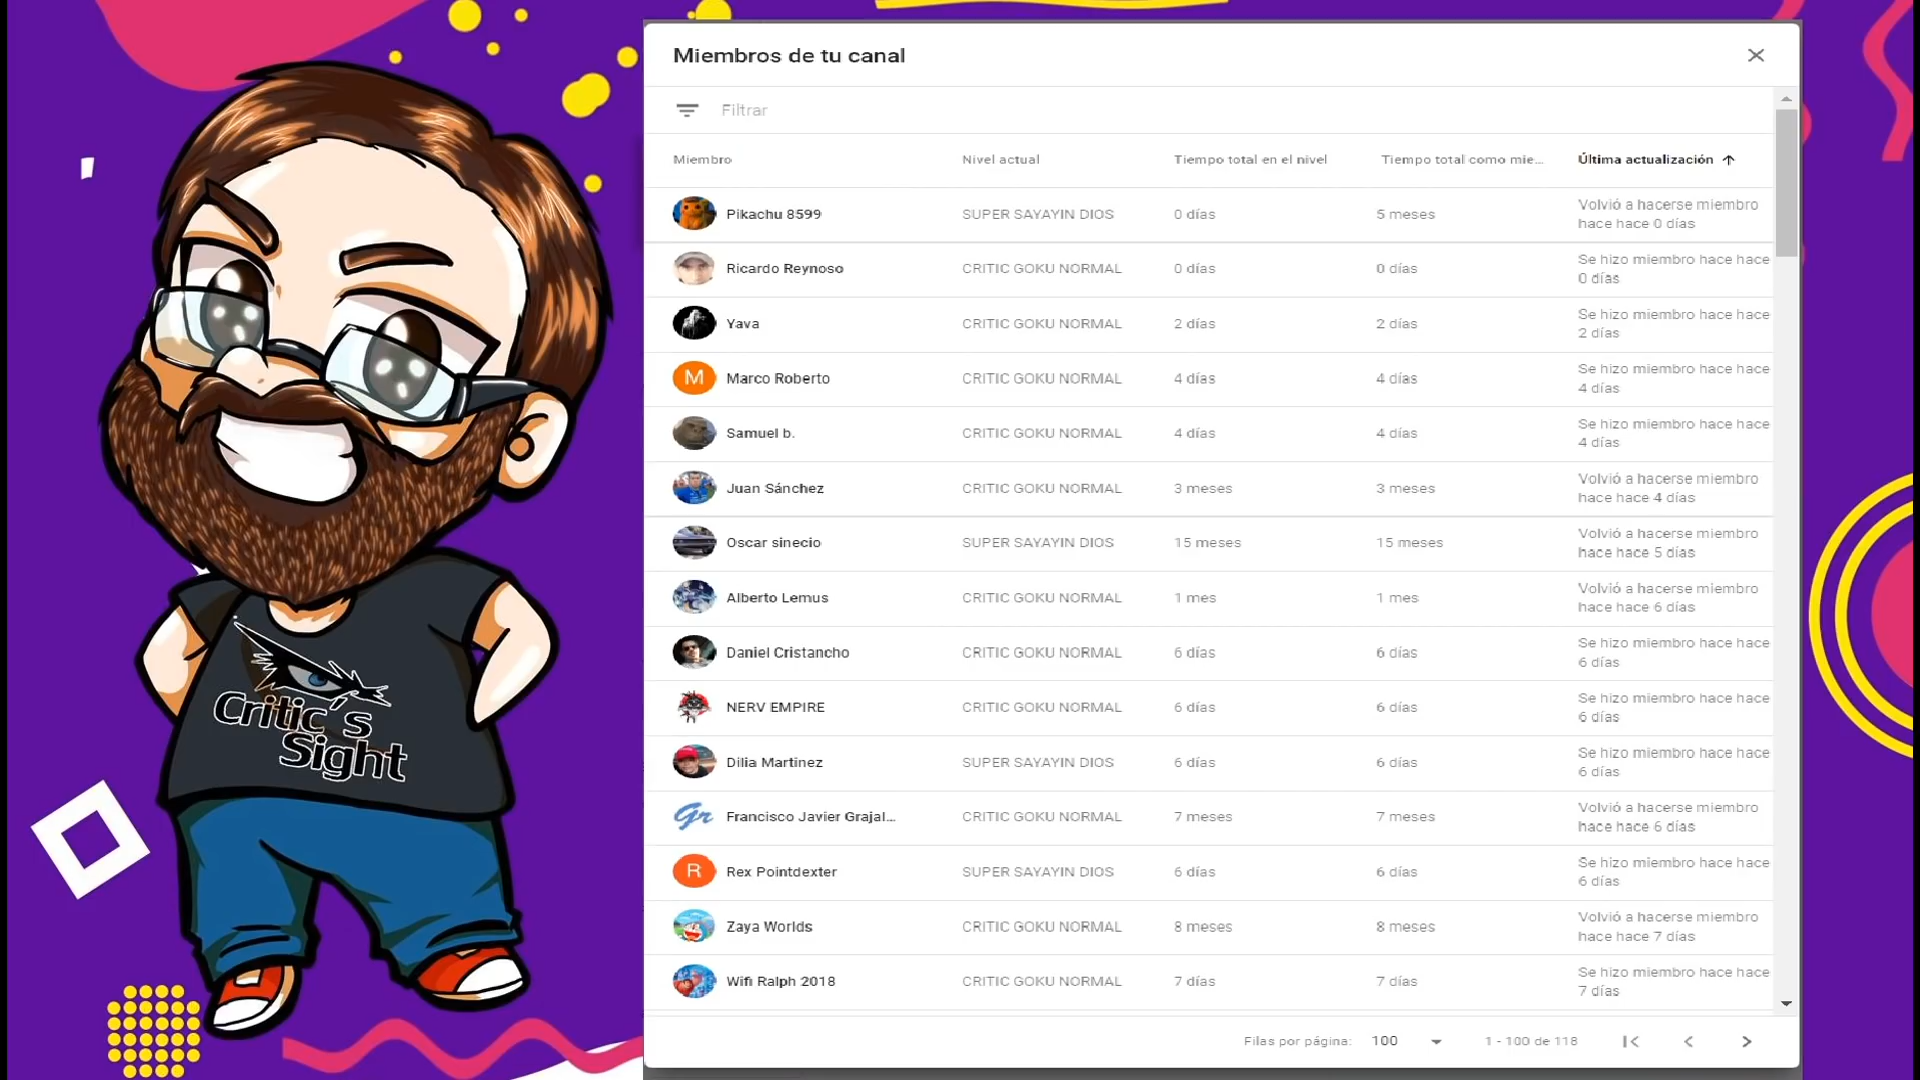 Miembros de tu canal
Filtrar
Miembro Nivel actual Tiempo total en el nivel Tiempo total como mie... Última actualización
Pikachu 8599 SUPER SAYAYIN DIOS 0 días 5 meses Volvió a hacerse miembro
hace hace 0 días
Ricardo Reynoso CRITIC GOKU NORMAL 0 días 0 días Se hizo miembro hace hace
0 días
Yava CRITIC GOKU NORMAL 2 días 2 días Se hizo miembro hace hace
2 días
M Marco Roberto CRITIC GOKU NORMAL 4 días 4 días Se hizo miembro hace hace
4 días
Samuel b. CRITIC GOKU NORMAL 4 días 4 días Se hizo miembro hace hace
4 días
Juan Sánchez CRITIC GOKU NORMAL 3 meses 3 meses Volvió a hacerse miembro
hace hace 4 días
Oscar sinecio SUPER SAYAYIN DIOS 15 meses 15 meses Volvió a hacerse miembro
hace hace 5 días
Alberto Lemus CRITIC GOKU NORMAL 1 mes 1 mes Volvió a hacerse miembro
hace hace 6 días
Daniel Cristancho CRITIC GOKU NORMAL 6 días 6 días Se hizo miembro hace hace
6 días
NERV EMPIRE CRITIC GOKU NORMAL 6 días 6 días Se hizo miembro hace hace
6 días
Dilia Martinez SUPER SAYAYIN DIOS 6 días 6 días Se hizo miembro hace hace
6 días
Gr Francisco Javier Grajal... CRITIC GOKU NORMAL 7 meses 7 meses Volvió a hacerse miembro
hace hace 6 días
R Rex Pointdexter SUPER SAYAYIN DIOS 6 días 6 días Se hizo miembro hace hace
6 días
Zaya Worlds CRITIC GOKU NORMAL 8 meses 8 meses Volvió a hacerse miembro
hace hace 7 días
Wifi Ralph 2018 CRITIC GOKU NORMAL 7 días 7 días Se hizo miembro hace hace
7 días
Filas por página: 100 1 - 100 de 118
Critic's
Sight